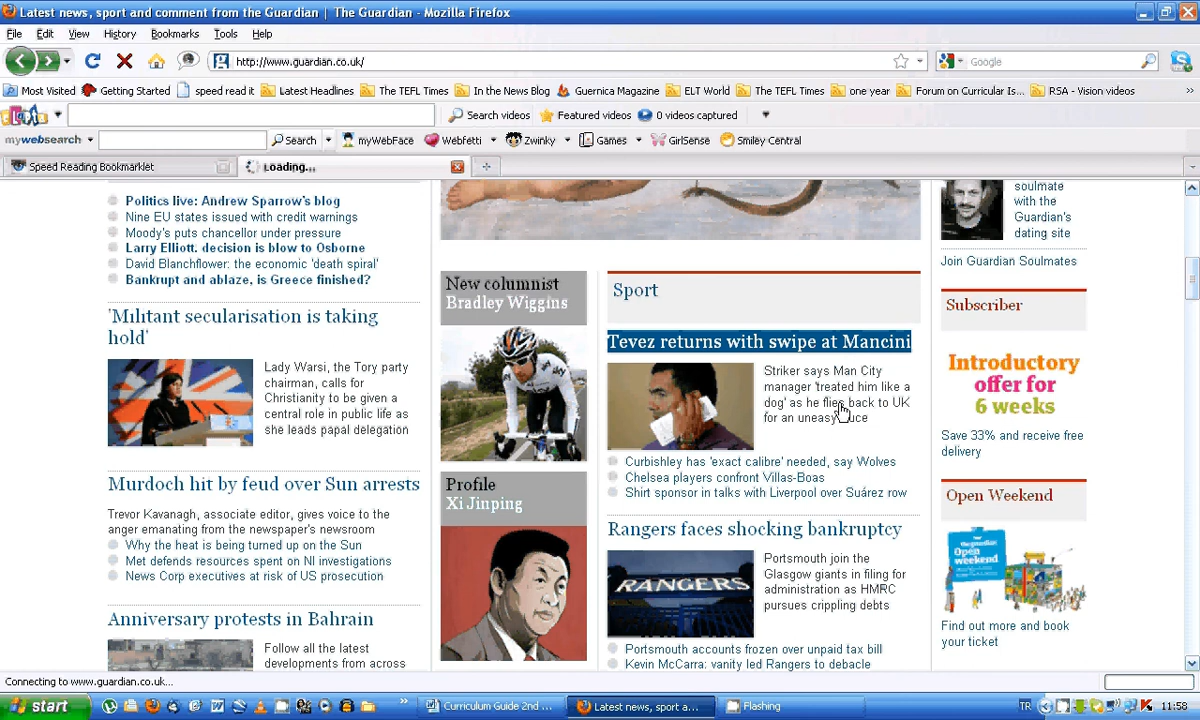 Latest news, sport and comment from the Guardian | The Guardian - Mozilla Firefox
File Edit View History Bookmarks Tools Help
http://www.guardian.co.uk/
Google
Most Visited Getting Started speed read it Latest Headlines The TEFL Times In the News Blog Guernica Magazine ELT World The TEFL Times one year Forum on Curricular Is... RSA - Vision videos
Search videos Featured videos 0 videos captured
mywebsearch Search myWebFace Webfetti Zwinky Games GirlSense Smiley Central
Speed Reading Bookmarklet
Loading...
Politics live: Andrew Sparrow's blog
Nine EU states issued with credit warnings
Moody's puts chancellor under pressure
Larry Elliott. decision is blow to Osborne
David Blanchflower: the economic 'death spiral'
Bankrupt and ablaze, is Greece finished?
'Militant secularisation is taking
hold'
Lady Warsi, the Tory party
chairman, calls for
Christianity to be given a
central role in public life as
she leads papal delegation
Murdoch hit by feud over Sun arrests
Trevor Kavanagh, associate editor, gives voice to the
anger emanating from the newspaper's newsroom
Why the heat is being turned up on the Sun
Met defends resources spent on NI investigations
News Corp executives at risk of US prosecution
Anniversary protests in Bahrain
Follow all the latest
developments from across
New columnist
Bradley Wiggins
Profile
Xi Jinping
Sport
Tevez returns with swipe at Mancini
Striker says Man City
manager 'treated him like a
dog' as he flies back to UK
for an uneasy
Curbishley has 'exact calibre' needed, say Wolves
Chelsea players confront Villas-Boas
Shirt sponsor in talks with Liverpool over Suárez row
Rangers faces shocking bankruptcy
RANGERS
Portsmouth join the
Glasgow giants in filing for
administration as HMRC
pursues crippling debts
Portsmouth accounts frozen over unpaid tax bill
Kevin McCarra: vanity led Rangers to debacle
soulmate
with the
Guardian's
dating site
Join Guardian Soulmates
Subscriber
Introductory
offer for
6 weeks
Save 33% and receive free
delivery
Open Weekend
Open
weekend
Find out more and book
your ticket
Connecting to www.guardian.co.uk...
start
Curriculum Guide 2nd ...
Latest news, sport a...
Flashing
TR
11:58